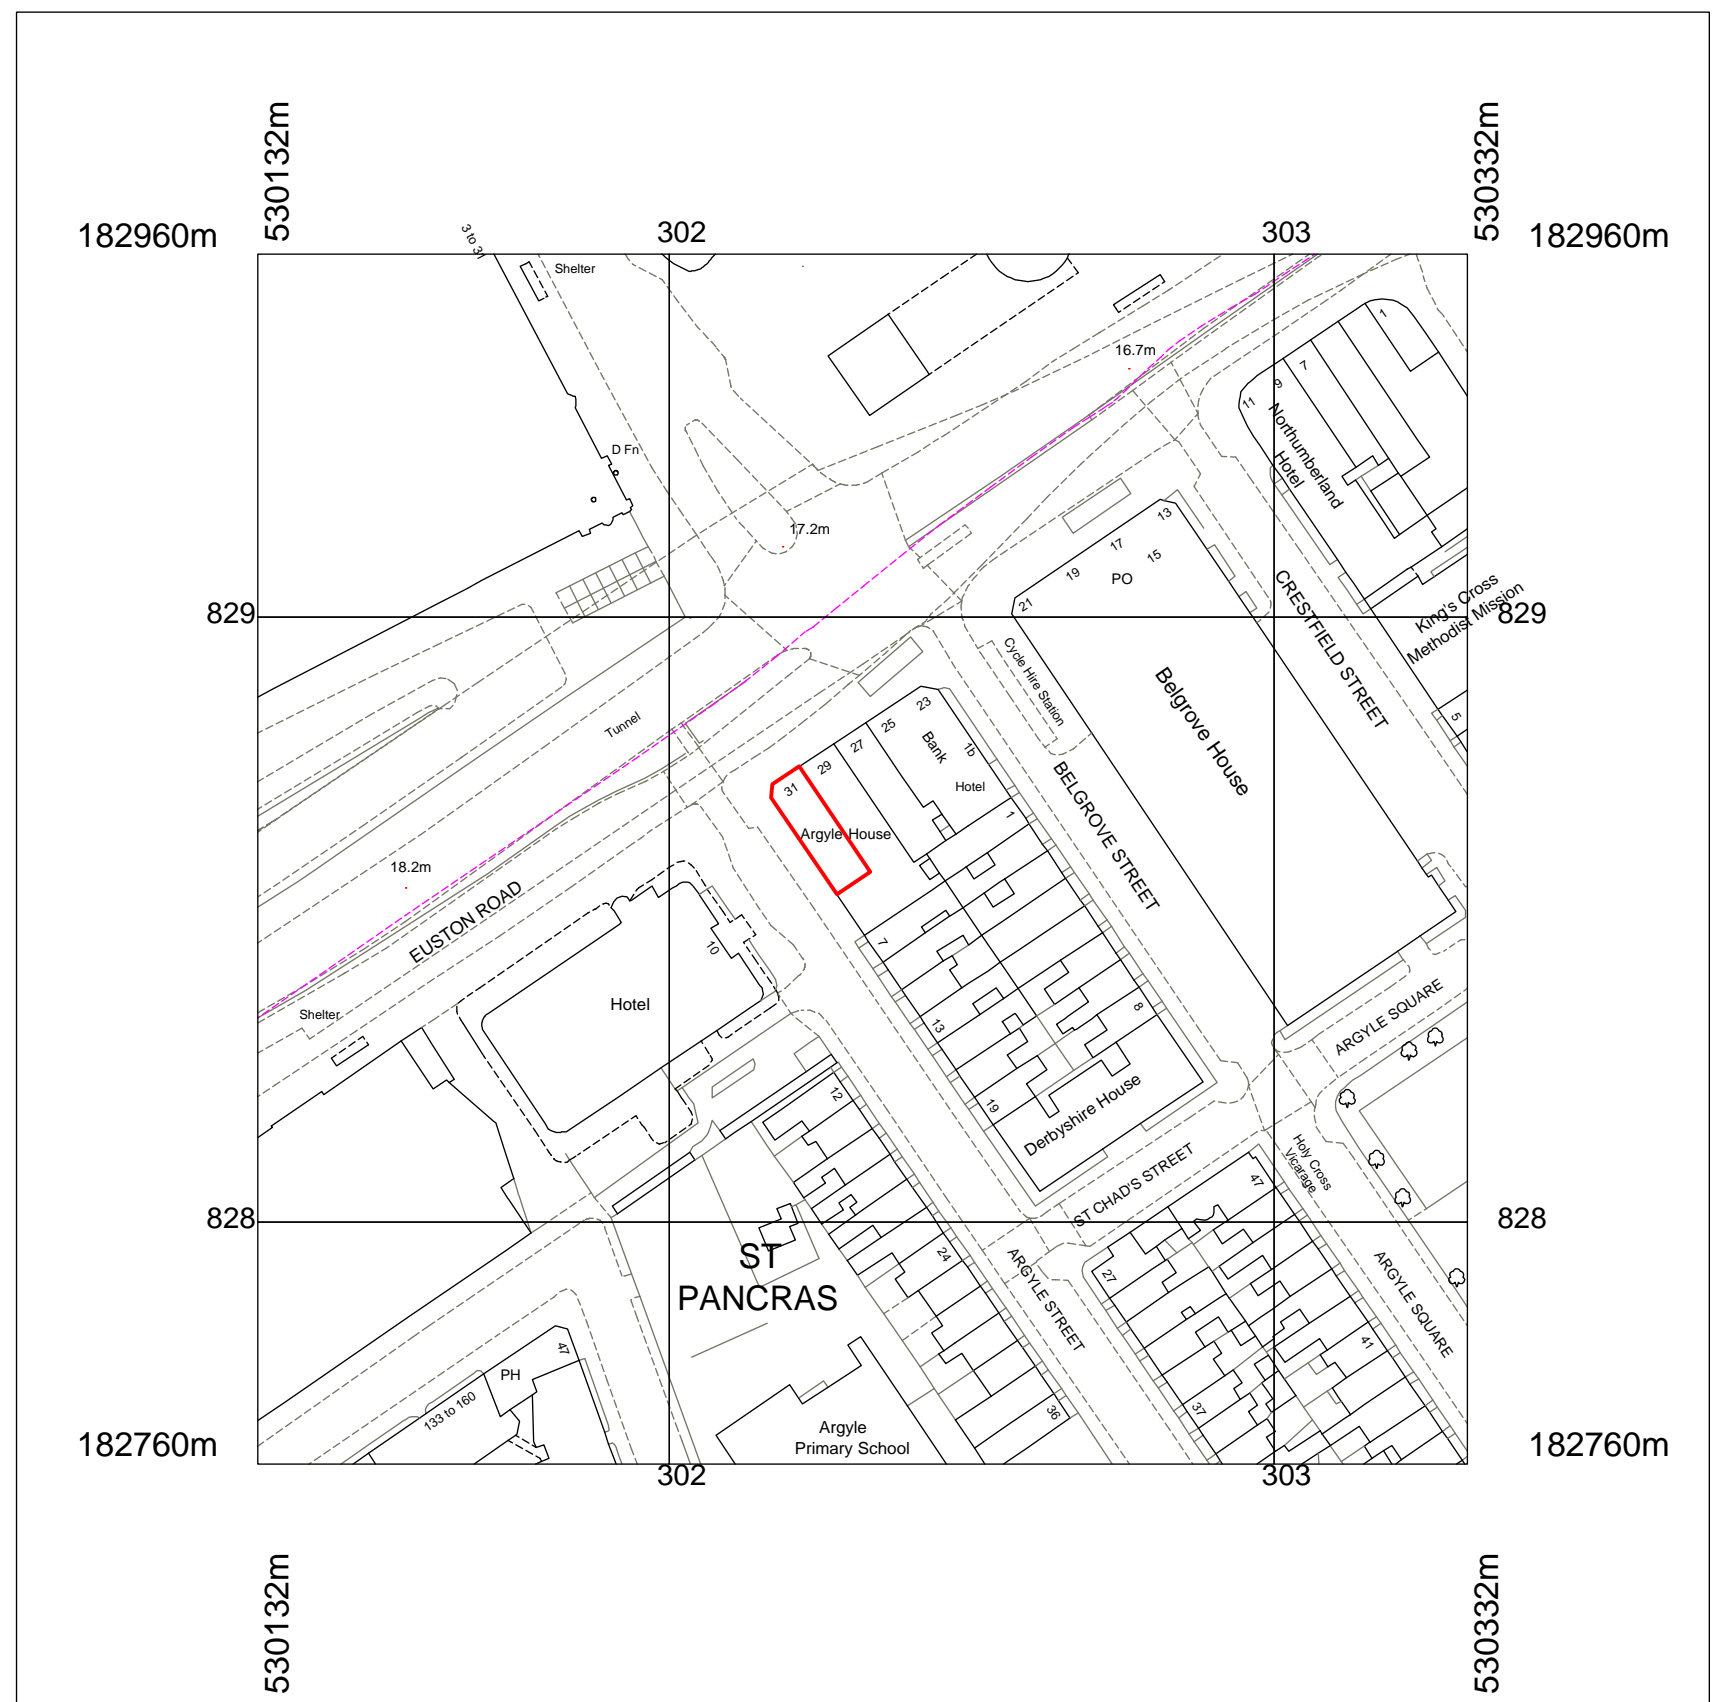 530132m
530332m
182960m
302
303
182960m
3 to 31
Shelter
1
16.7m
7
9
11
Northumberland
Hotel
D Fn
17.2m
13
17
15
19
PO
21
829
829
CRESTFIELD STREET
King's Cross
Methodist Mission
Cycle Hire Station
Belgrove House
5
Tunnel
23
25
27
29
31
Bank
1b
Hotel
1
BELGROVE STREET
Argyle House
18.2m
EUSTON ROAD
10
7
Hotel
Shelter
13
8
ARGYLE SQUARE
12
19
Derbyshire House
ST CHAD'S STREET
Holy Cross
Vicarage
47
828
828
ST
PANCRAS
24
ARGYLE STREET
27
ARGYLE SQUARE
47
PH
133 to 160
41
36
37
Argyle
Primary School
182760m
302
303
182760m
530132m
530332m